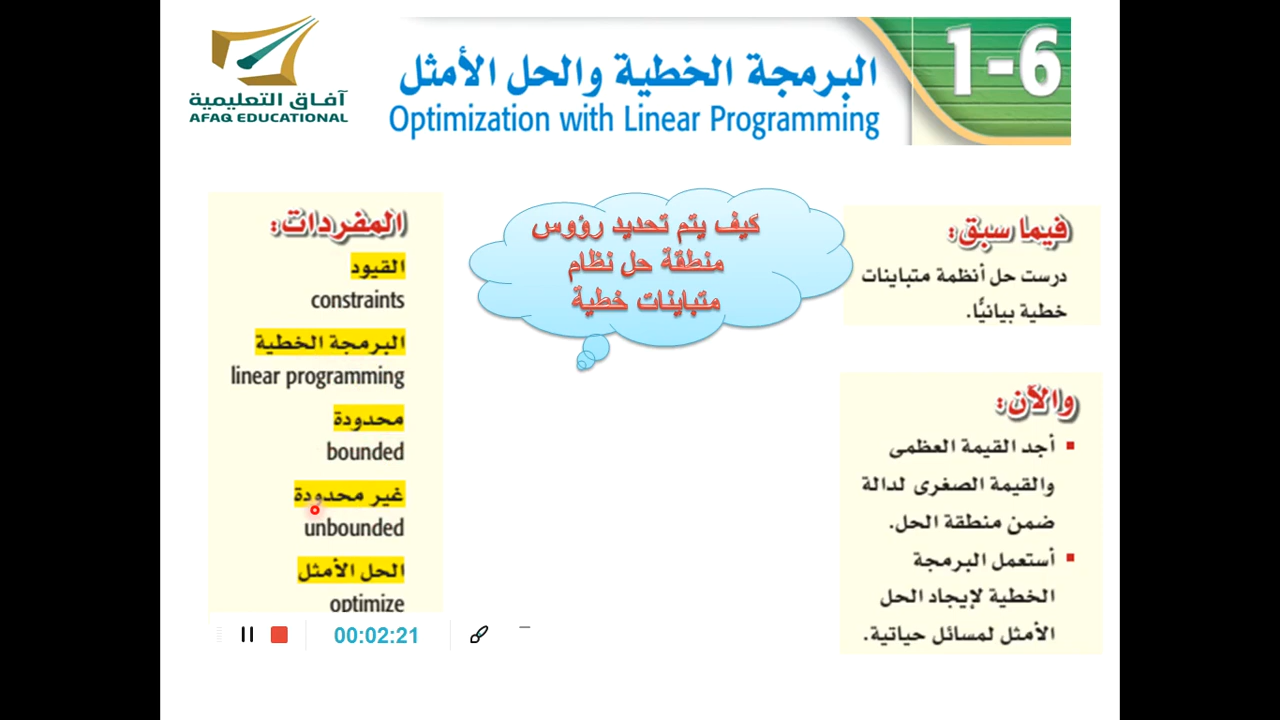 آفاق التعليمية
AFAQ EDUCATIONAL
1-6
البرمجة الخطية والحل الأمثل
Optimization with Linear Programming
فيما سبق:
درست حل أنظمة متباينات
خطية بيانيًّا.
والآن:
أجد القيمة العظمى
والقيمة الصغرى لدالة
ضمن منطقة الحل.
أستعمل البرمجة
الخطية لإيجاد الحل
الأمثل لمسائل حياتية.
كيف يتم تحديد رؤوس
منطقة حل نظام
متباينات خطية
المفردات:
القيود
constraints
البرمجة الخطية
linear programming
محدودة
bounded
غير محدودة
unbounded
الحل الأمثل
optimize
00:02:21